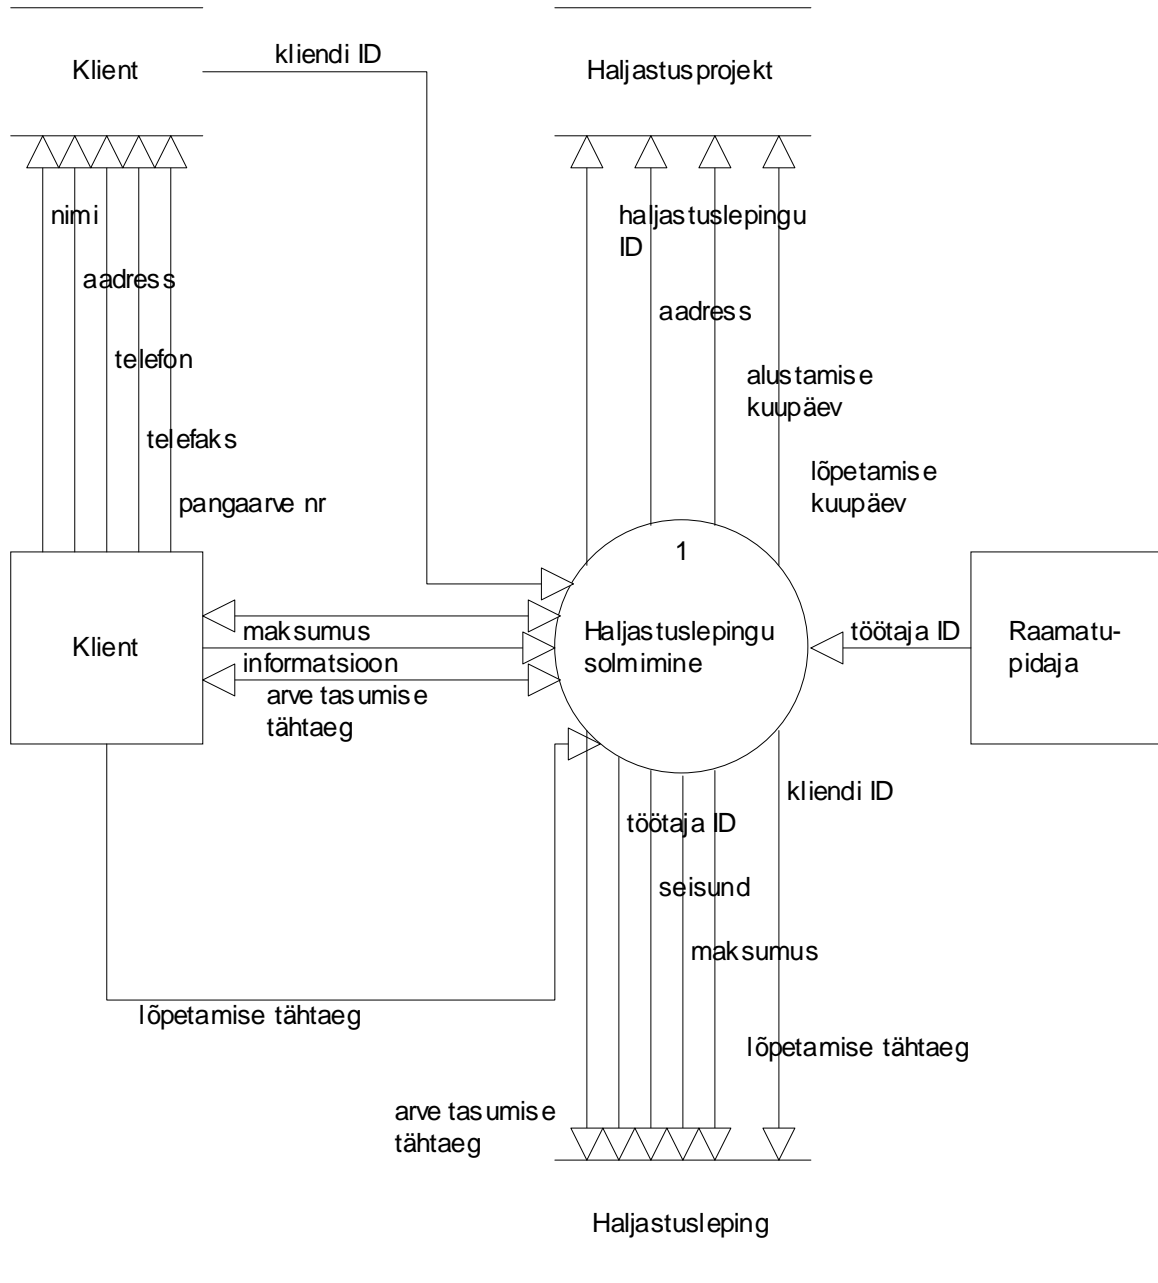 kliendi ID
Klient
Haljastusprojekt
nimi
haljastuslepingu
ID
aadress
aadress
telefon
alustamise
kuupäev
telefaks
lõpetamise
kuupäev
pangaarve nr
1
Klient
maksumus
informatsioon
arve tasumise
tähtaeg
Haljastuslepingu
solmimine
töötaja ID
Raamatu-
pidaja
kliendi ID
töötaja ID
seisund
maksumus
lõpetamise tähtaeg
lõpetamise tähtaeg
arve tasumise
tähtaeg
Haljastusleping